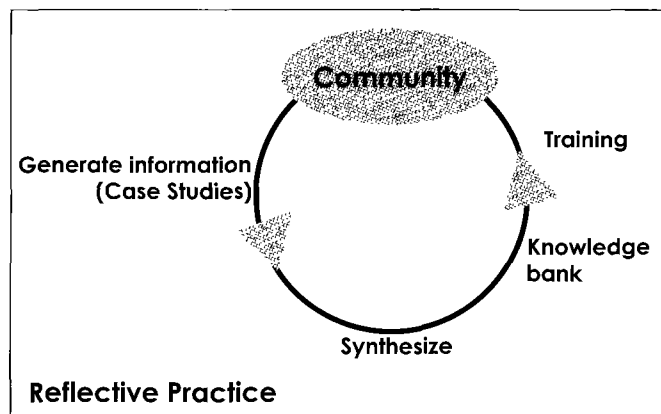 Community
Generate information
(Case Studies)
Training
Knowledge
bank
Synthesize
Reflective Practice